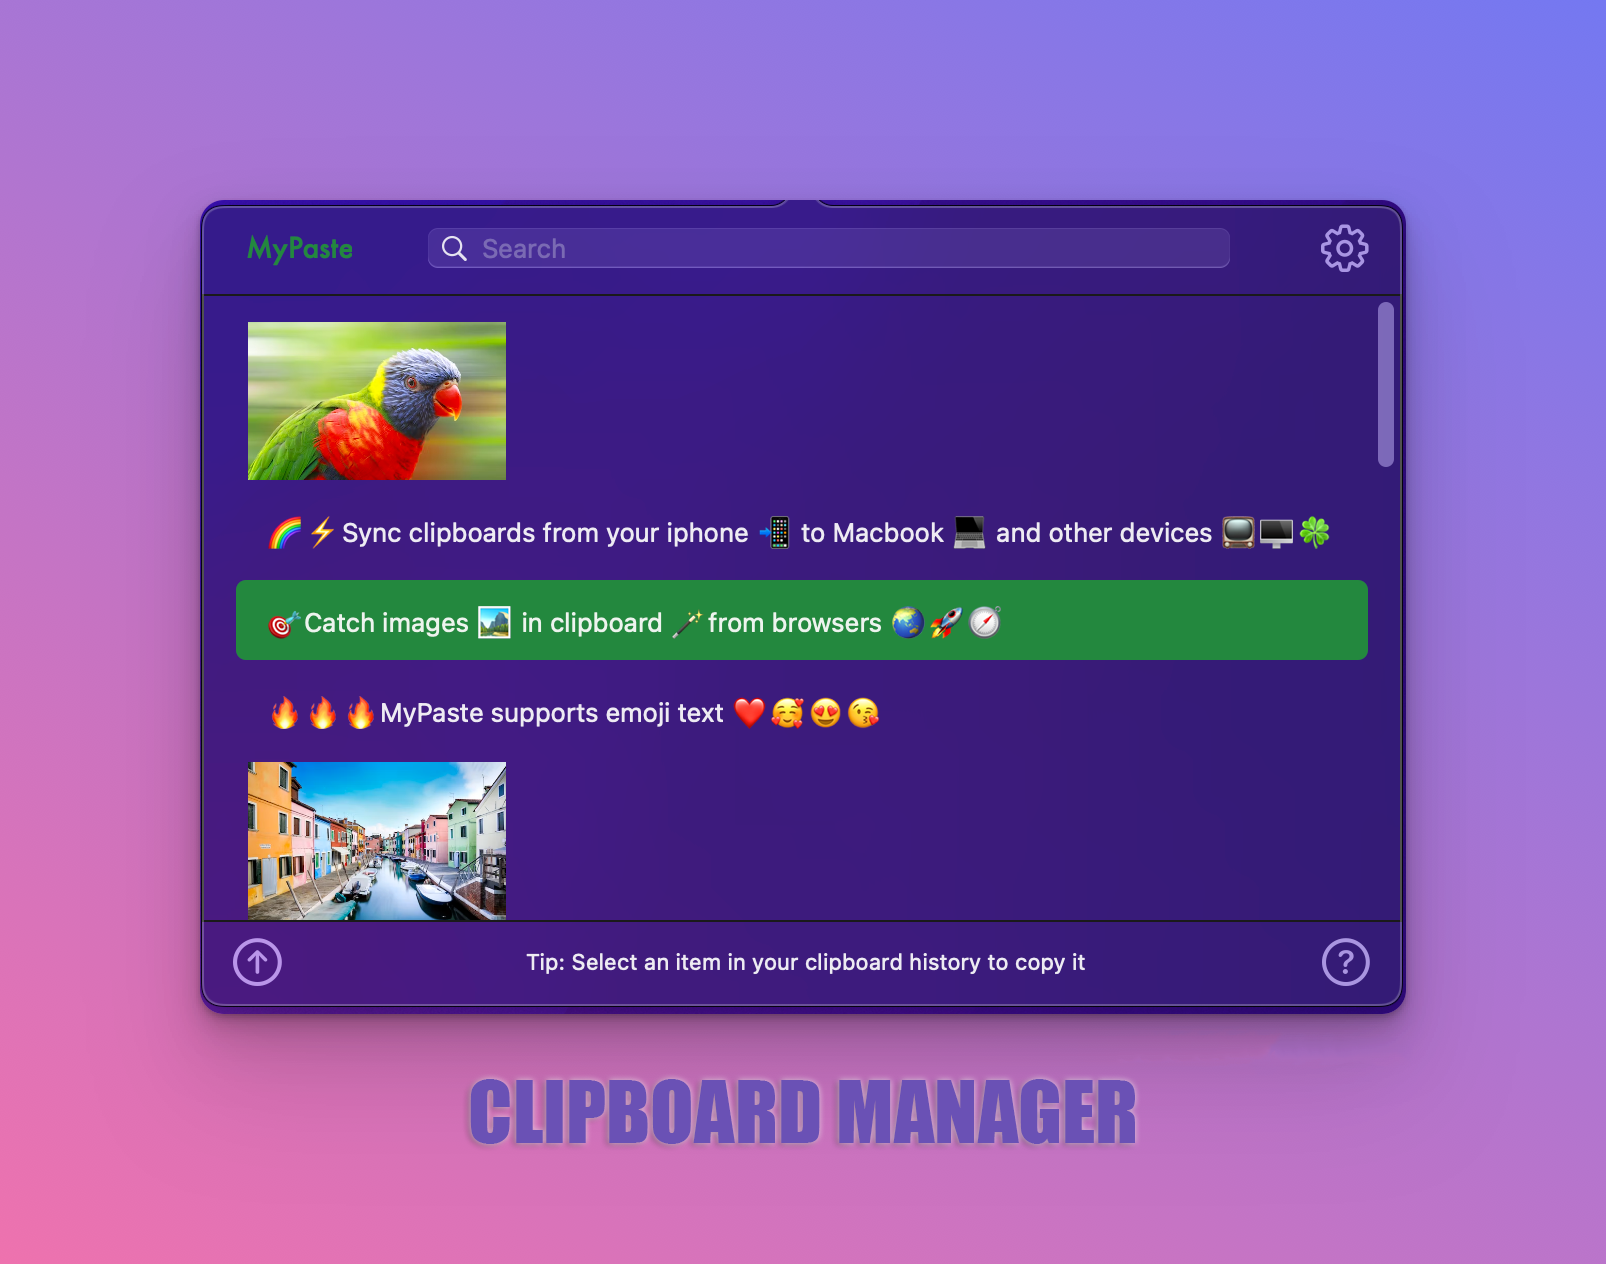 MyPaste
Search
🌈⚡Sync clipboards from your iphone 📲 to Macbook 💻 and other devices 📺🖥️🍀
🎯Catch images 🏞️ in clipboard 🪄from browsers 🌏🚀🧭
🔥🔥🔥MyPaste supports emoji text ❤️🥰😍😘
Tip: Select an item in your clipboard history to copy it
?
CLIPBOARD MANAGER